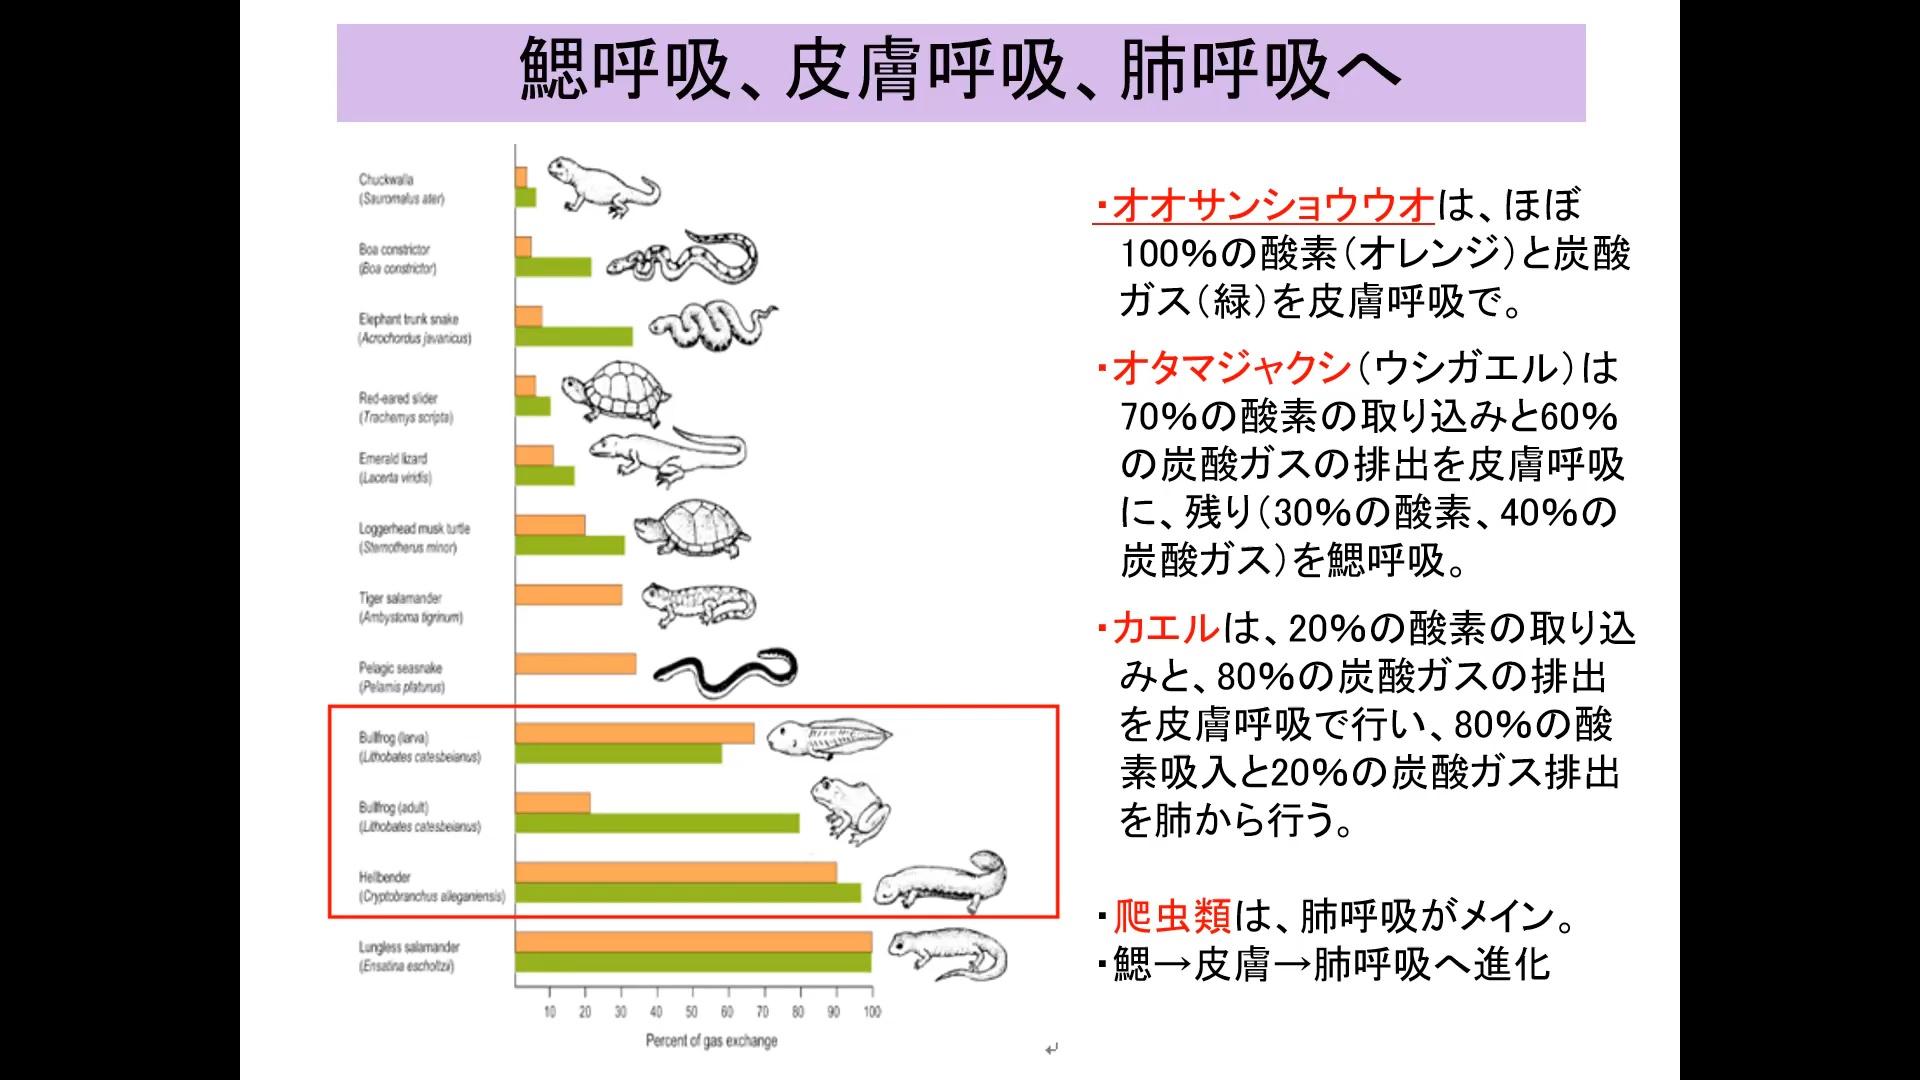 鰓呼吸、皮膚呼吸、肺呼吸へ
Chuckwalla
(Sauromalus ater)
Boa constrictor
(Boa constrictor)
Elephant trunk snake
(Acrochordus javanicus)
Red-eared slider
(Trachemys scripta)
Emerald lizard
(Lacerta viridis)
Loggerhead musk turtle
(Sternotherus minor)
Tiger salamander
(Ambystoma tigrinum)
Pelagic seasnake
(Pelamis platurus)
Bullfrog (larva)
(Lithobates catesbeianus)
Bullfrog (adult)
(Lithobates catesbeianus)
Hellbender
(Cryptobranchus alleganiensis)
Lungless salamander
(Ensatina escholtzii)
10 20 30 40 50 60 70 80 90 100
Percent of gas exchange
・オオサンショウウオは、ほぼ
100%の酸素（オレンジ）と炭酸
ガス（緑）を皮膚呼吸で。
・オタマジャクシ（ウシガエル）は
70%の酸素の取り込みと60%
の炭酸ガスの排出を皮膚呼吸
に、残り（30%の酸素、40%の
炭酸ガス）を鰓呼吸。
・カエルは、20%の酸素の取り込
みと、80%の炭酸ガスの排出
を皮膚呼吸で行い、80%の酸
素吸入と20%の炭酸ガス排出
を肺から行う。
・爬虫類は、肺呼吸がメイン。
・鰓→皮膚→肺呼吸へ進化